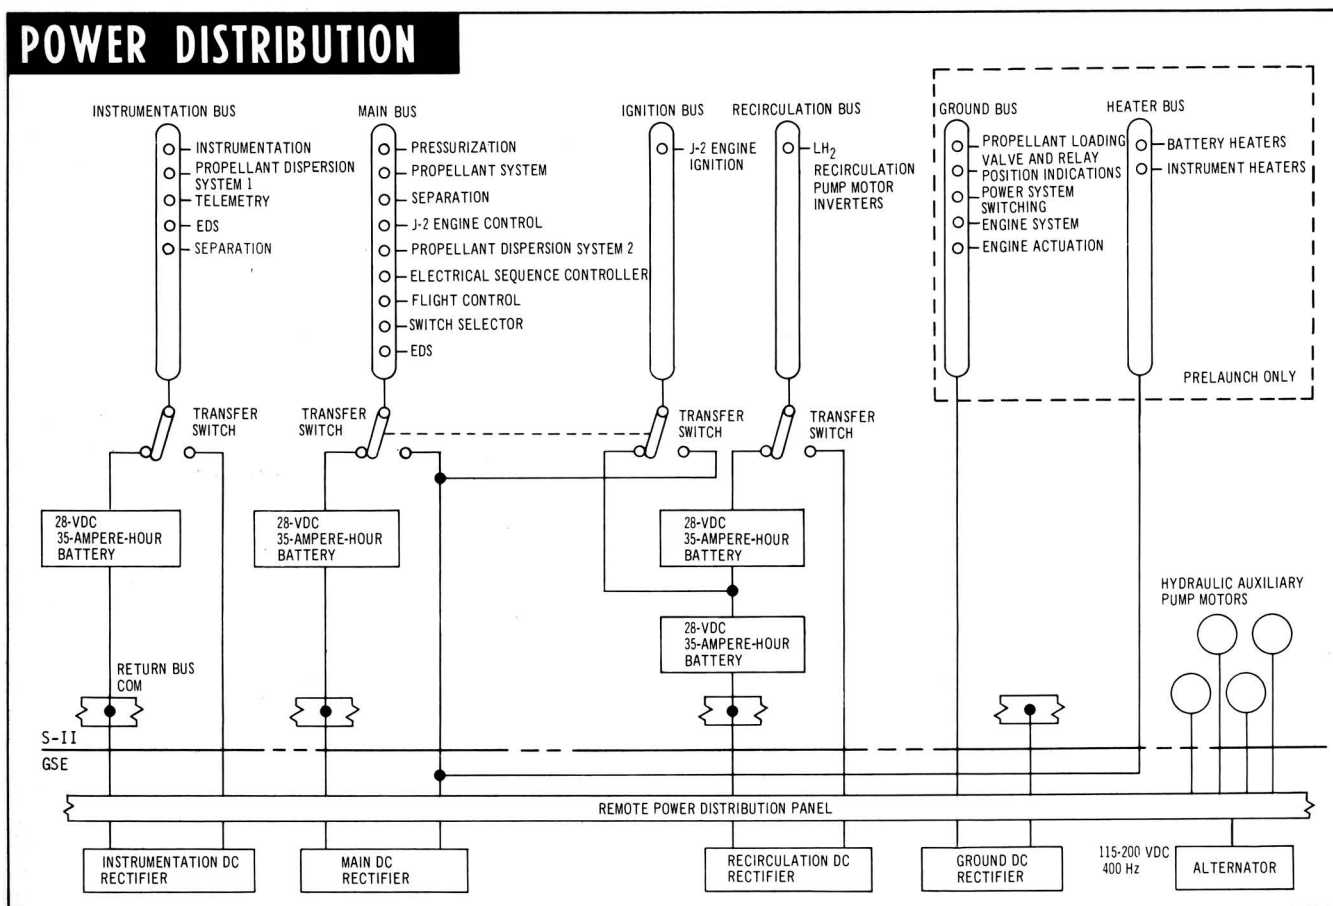 POWER DISTRIBUTION
INSTRUMENTATION BUS
INSTRUMENTATION
PROPELLANT DISPERSION
SYSTEM 1
TELEMETRY
EDS
SEPARATION
TRANSFER
SWITCH
MAIN BUS
PRESSURIZATION
PROPELLANT SYSTEM
SEPARATION
J-2 ENGINE CONTROL
PROPELLANT DISPERSION SYSTEM 2
ELECTRICAL SEQUENCE CONTROLLER
FLIGHT CONTROL
SWITCH SELECTOR
EDS
TRANSFER
SWITCH
IGNITION BUS
J-2 ENGINE
IGNITION
TRANSFER
SWITCH
RECIRCULATION BUS
LH2
RECIRCULATION
PUMP MOTOR
INVERTERS
TRANSFER
SWITCH
GROUND BUS
PROPELLANT LOADING
VALVE AND RELAY
POSITION INDICATIONS
POWER SYSTEM
SWITCHING
ENGINE SYSTEM
ENGINE ACTUATION
HEATER BUS
BATTERY HEATERS
INSTRUMENT HEATERS
PRELAUNCH ONLY
28-VDC
35-AMPERE-HOUR
BATTERY
28-VDC
35-AMPERE-HOUR
BATTERY
28-VDC
35-AMPERE-HOUR
BATTERY
28-VDC
35-AMPERE-HOUR
BATTERY
HYDRAULIC AUXILIARY
PUMP MOTORS
RETURN BUS
COM
S-II
GSE
REMOTE POWER DISTRIBUTION PANEL
INSTRUMENTATION DC
RECTIFIER
MAIN DC
RECTIFIER
RECIRCULATION DC
RECTIFIER
GROUND DC
RECTIFIER
115-200 VDC
400 Hz
ALTERNATOR